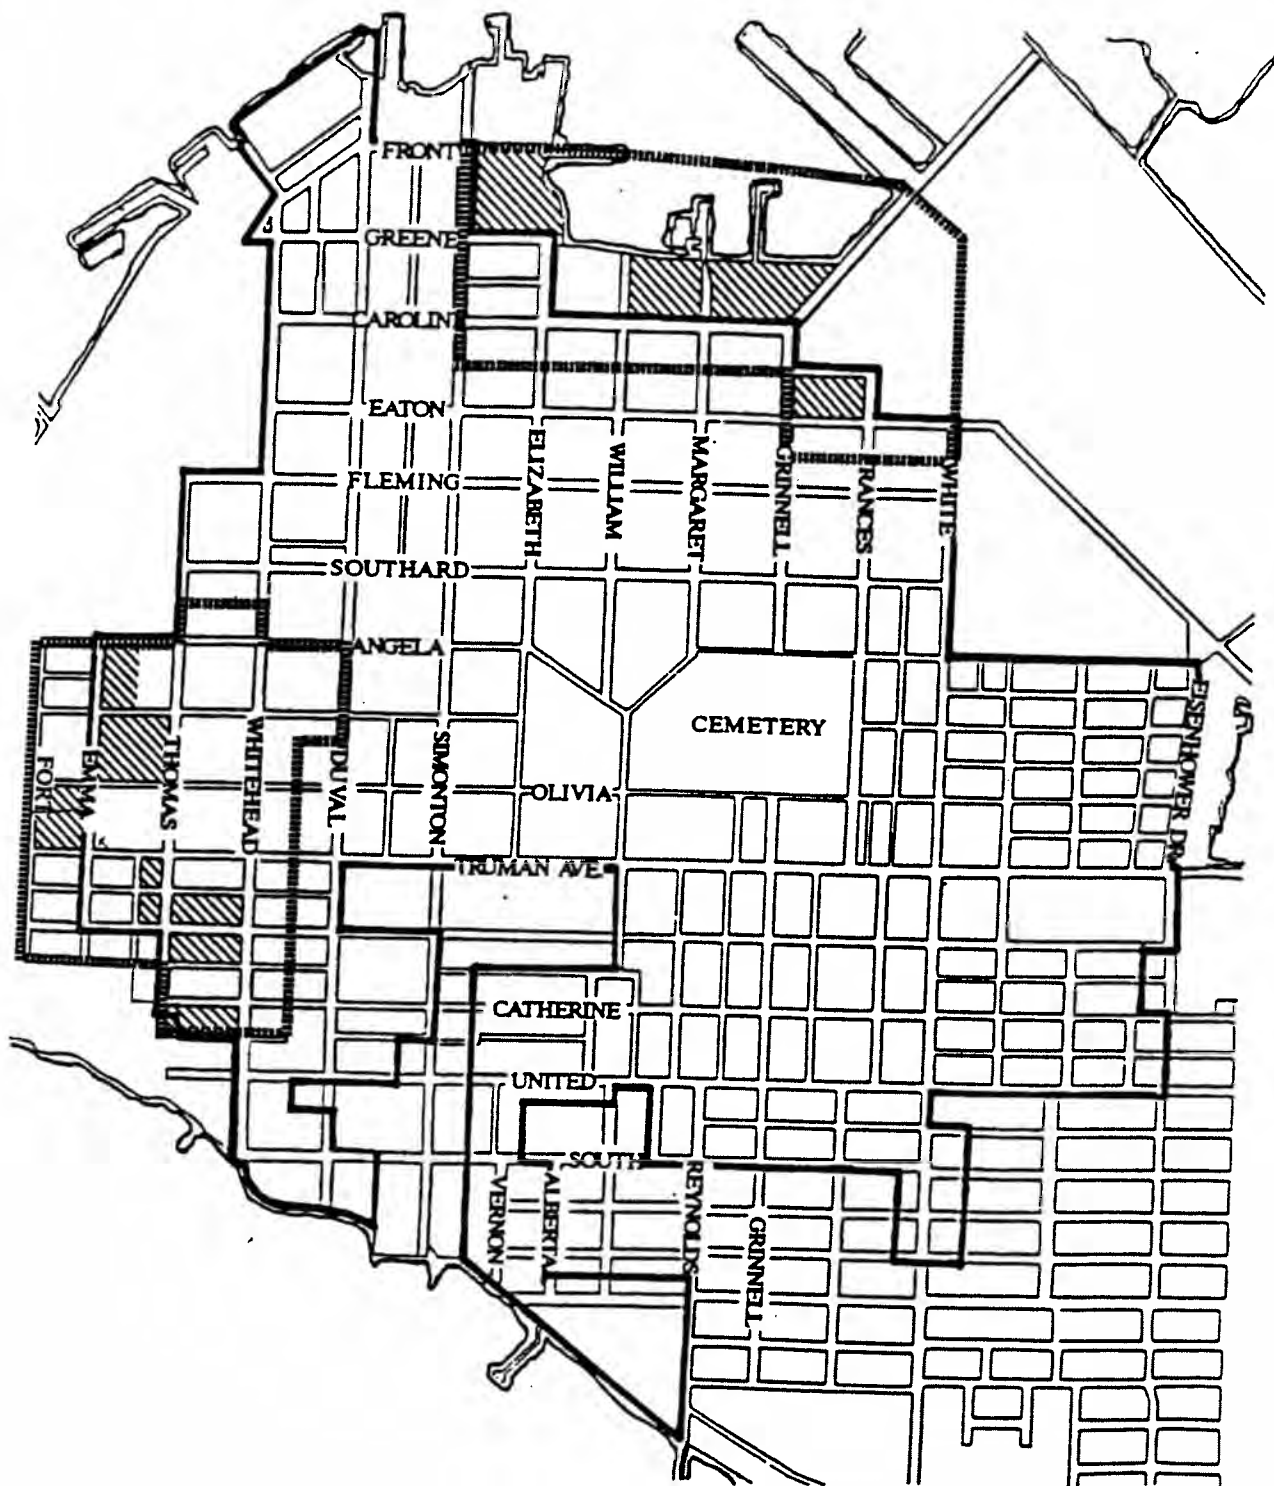 FRONT
GREENE
CAROLIN
EATON
FLEMING
ELIZABETH
WILLIAM
MARGARET
GRINNELL
FRANCES
WHITE
SOUTHARD
ANGELA
CEMETERY
EISENHOWER DR.
FORT
EMMA
THOMAS
WHITEHEAD
DUVAL
SIMONTON
OLIVIA
TRUMAN AVE.
CATHERINE
UNITED
SOUTH
VERNON
ALBERTA
REYNOLDS
GRINNELL